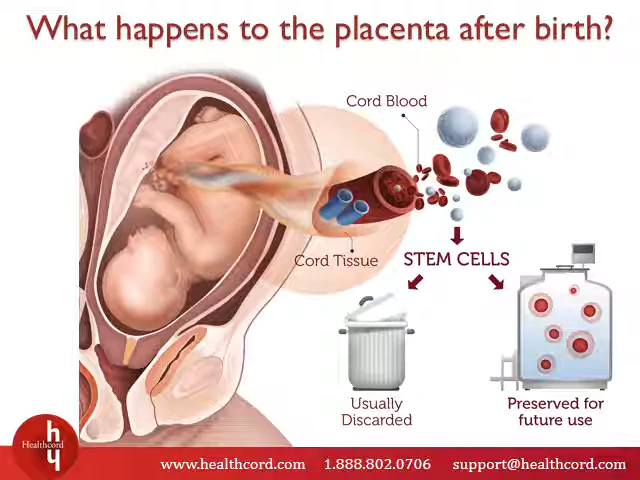 What happens to the placenta after birth?
Cord Blood
Cord Tissue
STEM CELLS
Usually
Discarded
Preserved for
future use
h
Healthcord
y
www.healthcord.com 1.888.802.0706 support@healthcord.com